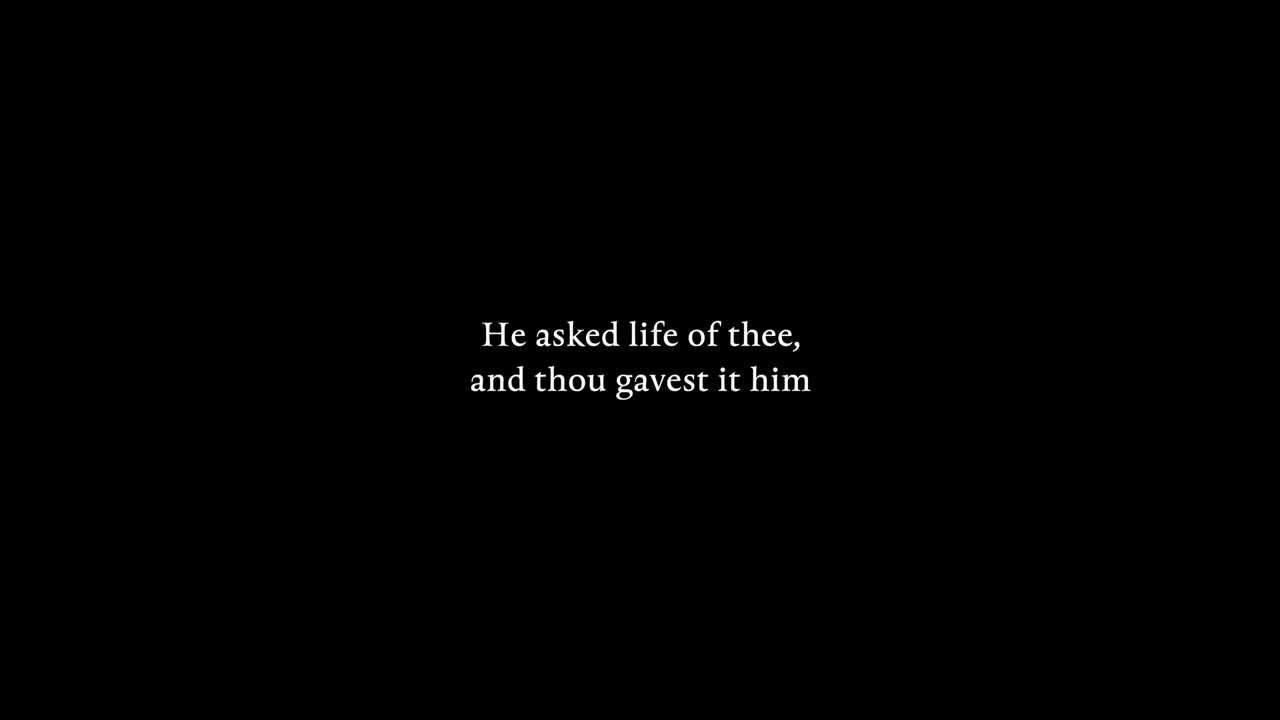 He asked life of thee,
and thou gavest it him